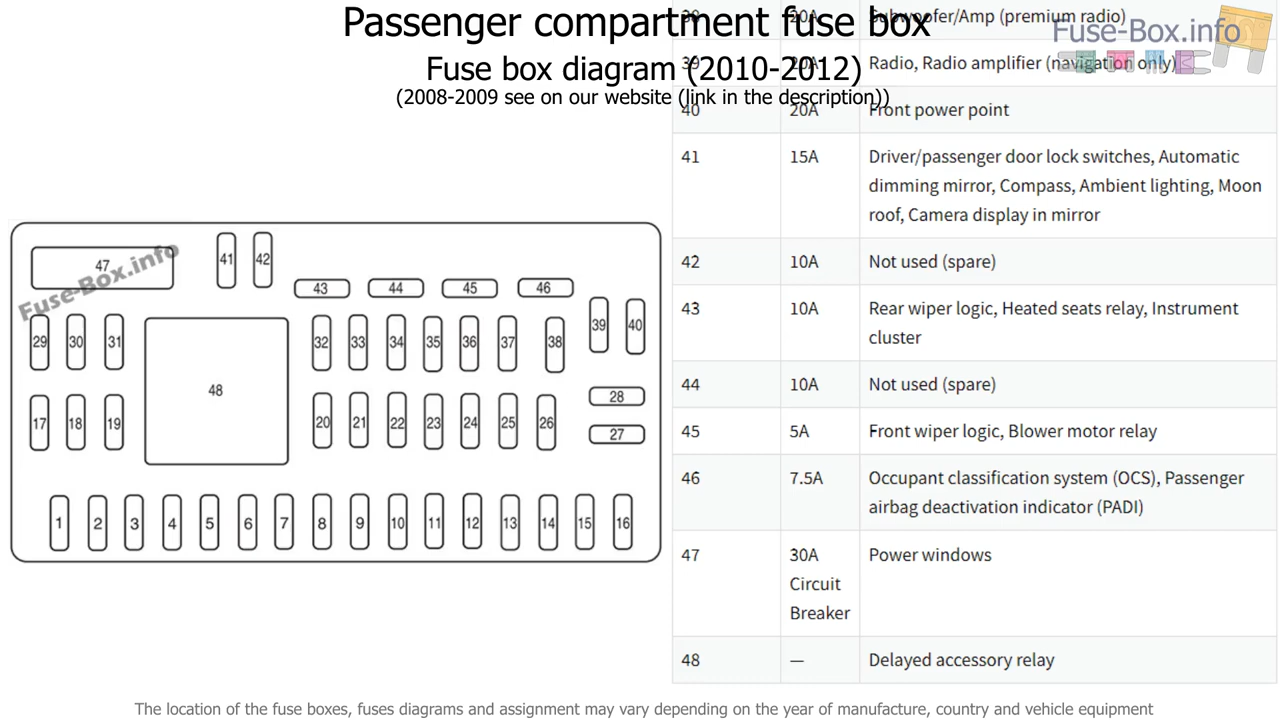 Passenger compartment fuse box
Fuse box diagram (2010-2012)
(2008-2009 see on our website (link in the description))
Fuse-Box.info
38 20A Subwoofer/Amp (premium radio)
39 20A Radio, Radio amplifier (navigation only)
40 20A Front power point
41 15A Driver/passenger door lock switches, Automatic
dimming mirror, Compass, Ambient lighting, Moon
roof, Camera display in mirror
42 10A Not used (spare)
43 10A Rear wiper logic, Heated seats relay, Instrument
cluster
44 10A Not used (spare)
45 5A Front wiper logic, Blower motor relay
46 7.5A Occupant classification system (OCS), Passenger
airbag deactivation indicator (PADI)
47 30A Power windows
Circuit
Breaker
48 — Delayed accessory relay
47 41 42
Fuse-Box.info
43 44 45 46
29 30 31 32 33 34 35 36 37 38 39 40
48
28
17 18 19 20 21 22 23 24 25 26 27
1 2 3 4 5 6 7 8 9 10 11 12 13 14 15 16
The location of the fuse boxes, fuses diagrams and assignment may vary depending on the year of manufacture, country and vehicle equipment